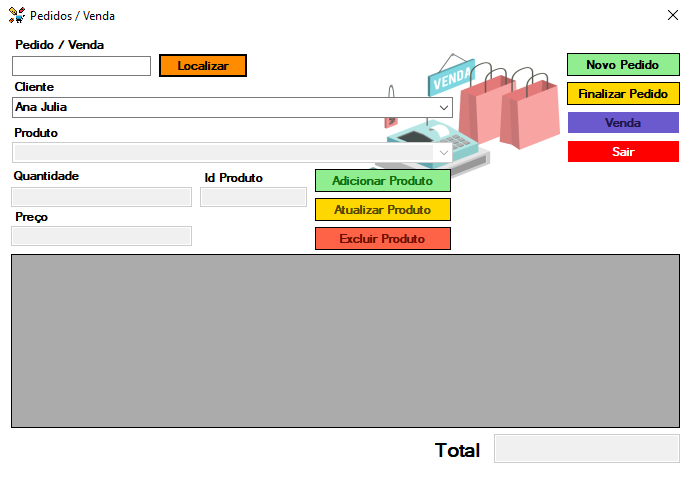 Pedidos / Venda
Pedido / Venda
Localizar
Novo Pedido
Cliente
VENDA
Finalizar Pedido
Ana Julia
Venda
Produto
Sair
Quantidade
Id Produto
Adicionar Produto
Atualizar Produto
Preço
Excluir Produto
Total